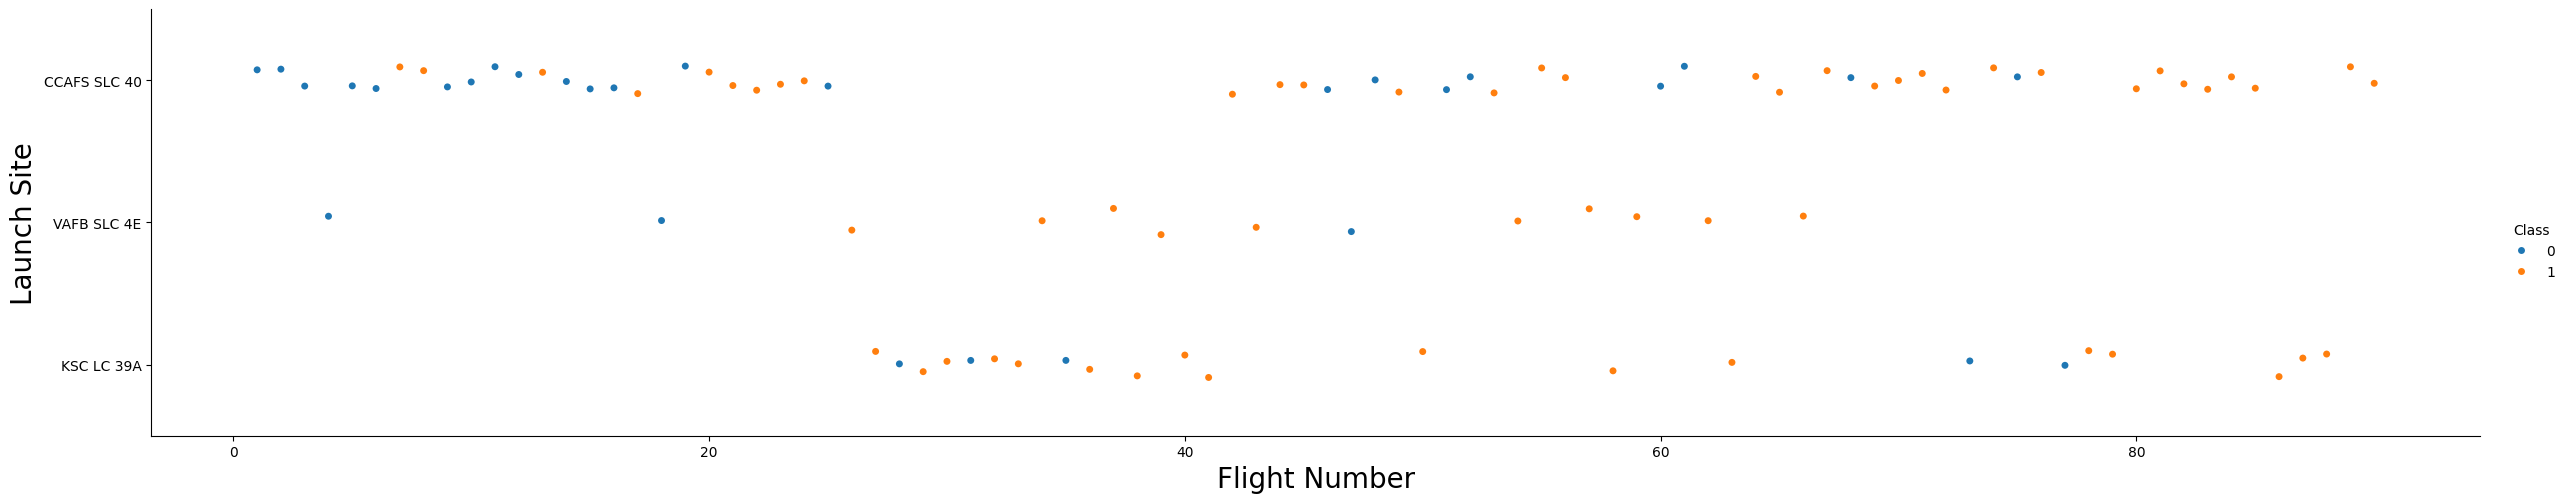 Launch Site
CCAFS SLC 40
VAFB SLC 4E
KSC LC 39A
0
20
40
60
80
Flight Number
Class
0
1